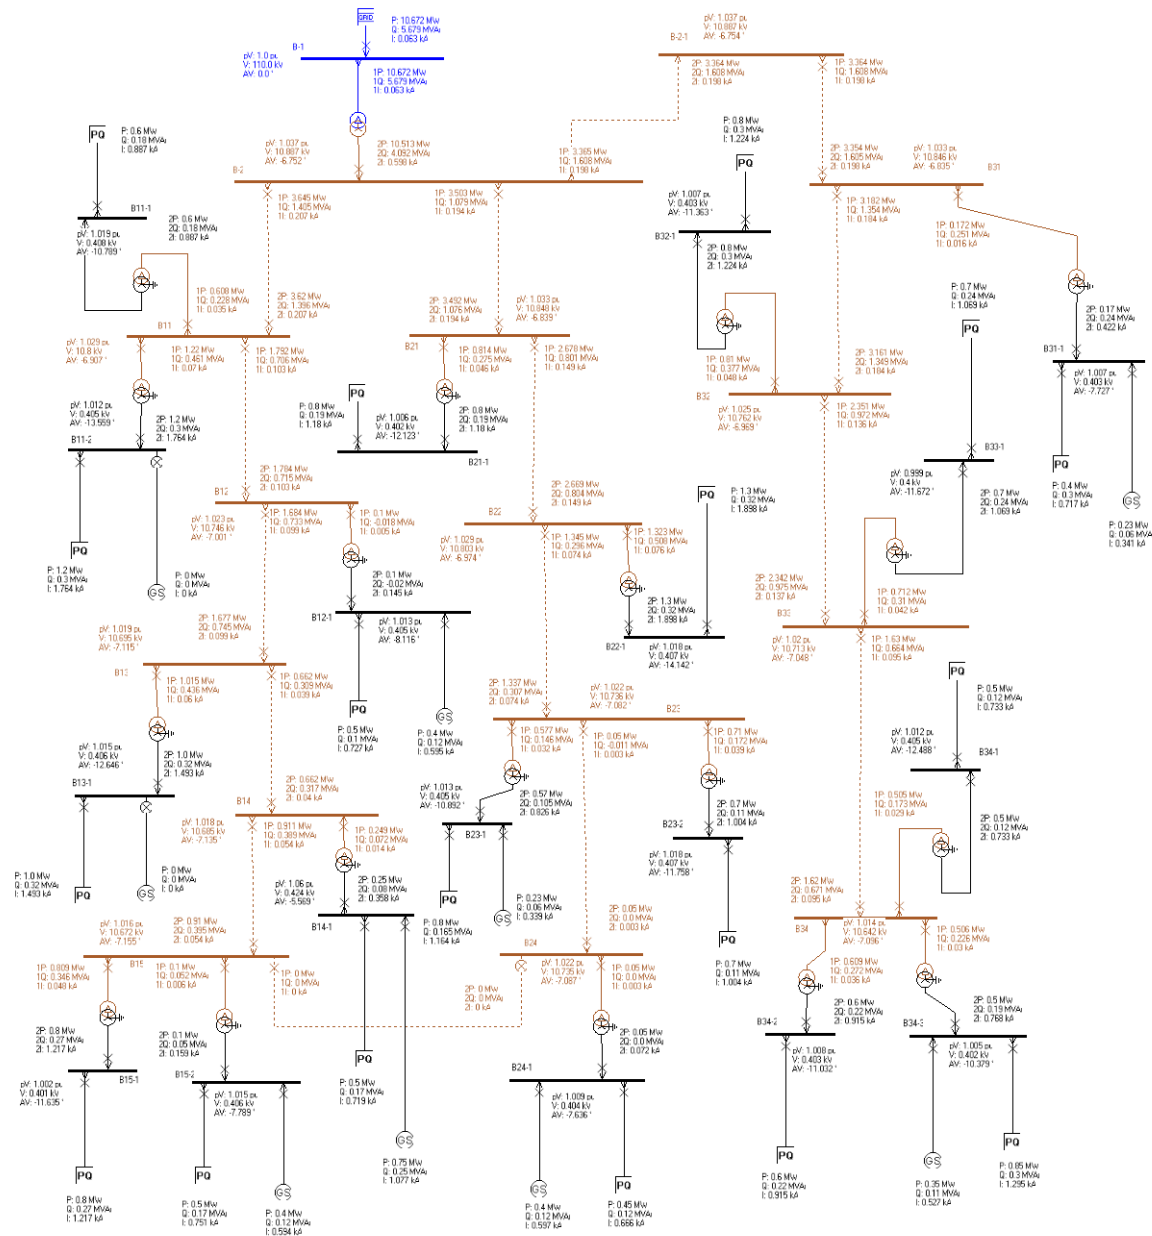 GRID
P: 10.672 MW
Q: 5.679 MVAr
I: 0.063 kA
B-1
pV: 1.0 pu
V: 110.0 kV
AV: 0.0 °
1P: 10.672 MW
1Q: 5.679 MVAr
1I: 0.063 kA
pV: 1.037 pu
V: 10.887 kV
AV: -6.754 °
B-2-1
2P: 3.364 MW
2Q: 1.608 MVAr
2I: 0.198 kA
1P: 3.364 MW
1Q: 1.608 MVAr
1I: 0.198 kA
PQ
P: 0.6 MW
Q: 0.18 MVAr
I: 0.887 kA
P: 0.8 MW
Q: 0.3 MVAr
I: 1.224 kA
PQ
pV: 1.037 pu
V: 10.887 kV
AV: -6.752 °
2P: 10.513 MW
2Q: 4.092 MVAr
2I: 0.598 kA
1P: 3.365 MW
1Q: 1.608 MVAr
1I: 0.198 kA
B-2
2P: 3.354 MW
2Q: 1.605 MVAr
2I: 0.198 kA
pV: 1.033 pu
V: 10.846 kV
AV: -6.835 °
B31
1P: 3.645 MW
1Q: 1.405 MVAr
1I: 0.207 kA
1P: 3.503 MW
1Q: 1.079 MVAr
1I: 0.194 kA
pV: 1.007 pu
V: 0.403 kV
AV: -11.363 °
1P: 3.182 MW
1Q: 1.354 MVAr
1I: 0.184 kA
1P: 0.172 MW
1Q: 0.251 MVAr
1I: 0.016 kA
B11-1
2P: 0.6 MW
2Q: 0.18 MVAr
2I: 0.887 kA
pV: 1.019 pu
V: 0.408 kV
AV: -10.789 °
B32-1
2P: 0.8 MW
2Q: 0.3 MVAr
2I: 1.224 kA
1P: 0.608 MW
1Q: 0.228 MVAr
1I: 0.035 kA
2P: 3.62 MW
2Q: 1.396 MVAr
2I: 0.207 kA
2P: 3.492 MW
2Q: 1.076 MVAr
2I: 0.194 kA
pV: 1.033 pu
V: 10.848 kV
AV: -6.839 °
P: 0.7 MW
Q: 0.24 MVAr
I: 1.069 kA
PQ
2P: 0.17 MW
2Q: 0.24 MVAr
2I: 0.422 kA
B11
pV: 1.029 pu
V: 10.8 kV
AV: -6.907 °
1P: 1.22 MW
1Q: 0.461 MVAr
1I: 0.07 kA
1P: 1.792 MW
1Q: 0.706 MVAr
1I: 0.103 kA
B21
1P: 0.814 MW
1Q: 0.275 MVAr
1I: 0.046 kA
1P: 2.678 MW
1Q: 0.801 MVAr
1I: 0.149 kA
1P: 0.81 MW
1Q: 0.377 MVAr
1I: 0.048 kA
2P: 3.161 MW
2Q: 1.349 MVAr
2I: 0.184 kA
B31-1
pV: 1.007 pu
V: 0.403 kV
AV: -7.727 °
B32
pV: 1.025 pu
V: 10.762 kV
AV: -6.969 °
1P: 2.351 MW
1Q: 0.972 MVAr
1I: 0.136 kA
pV: 1.012 pu
V: 0.405 kV
AV: -13.559 °
2P: 1.2 MW
2Q: 0.3 MVAr
2I: 1.764 kA
PQ
P: 0.8 MW
Q: 0.19 MVAr
I: 1.18 kA
pV: 1.006 pu
V: 0.402 kV
AV: -12.123 °
2P: 0.8 MW
2Q: 0.19 MVAr
2I: 1.18 kA
B11-2
B21-1
B33-1
pV: 0.999 pu
V: 0.4 kV
AV: -11.672 °
2P: 0.7 MW
2Q: 0.24 MVAr
2I: 1.069 kA
PQ
P: 0.4 MW
Q: 0.3 MVAr
I: 0.717 kA
GS
P: 0.23 MW
Q: 0.06 MVAr
I: 0.341 kA
2P: 1.784 MW
2Q: 0.715 MVAr
2I: 0.103 kA
B12
2P: 2.669 MW
2Q: 0.804 MVAr
2I: 0.149 kA
PQ
P: 1.3 MW
Q: 0.32 MVAr
I: 1.898 kA
pV: 1.023 pu
V: 10.746 kV
AV: -7.001 °
1P: 1.684 MW
1Q: 0.733 MVAr
1I: 0.099 kA
1P: 0.1 MW
1Q: -0.018 MVAr
1I: 0.005 kA
B22
pV: 1.029 pu
V: 10.803 kV
AV: -6.974 °
1P: 1.345 MW
1Q: 0.296 MVAr
1I: 0.074 kA
1P: 1.323 MW
1Q: 0.508 MVAr
1I: 0.076 kA
PQ
P: 1.2 MW
Q: 0.3 MVAr
I: 1.764 kA
GS
P: 0 MW
Q: 0 MVAr
I: 0 kA
2P: 0.1 MW
2Q: -0.02 MVAr
2I: 0.145 kA
2P: 1.3 MW
2Q: 0.32 MVAr
2I: 1.898 kA
2P: 2.342 MW
2Q: 0.975 MVAr
2I: 0.137 kA
1P: 0.712 MW
1Q: 0.31 MVAr
1I: 0.042 kA
B12-1
pV: 1.013 pu
V: 0.405 kV
AV: -8.116 °
B22-1
pV: 1.018 pu
V: 0.407 kV
AV: -14.142 °
B33
pV: 1.02 pu
V: 10.713 kV
AV: -7.048 °
1P: 1.63 MW
1Q: 0.664 MVAr
1I: 0.095 kA
2P: 1.677 MW
2Q: 0.745 MVAr
2I: 0.099 kA
pV: 1.019 pu
V: 10.695 kV
AV: -7.115 °
B13
1P: 1.015 MW
1Q: 0.436 MVAr
1I: 0.06 kA
1P: 0.662 MW
1Q: 0.309 MVAr
1I: 0.039 kA
PQ
P: 0.5 MW
Q: 0.1 MVAr
I: 0.727 kA
GS
P: 0.4 MW
Q: 0.12 MVAr
I: 0.595 kA
2P: 1.337 MW
2Q: 0.307 MVAr
2I: 0.074 kA
pV: 1.022 pu
V: 10.736 kV
AV: -7.082 °
B23
1P: 0.577 MW
1Q: 0.146 MVAr
1I: 0.032 kA
1P: 0.05 MW
1Q: -0.011 MVAr
1I: 0.003 kA
1P: 0.71 MW
1Q: 0.172 MVAr
1I: 0.039 kA
PQ
P: 0.5 MW
Q: 0.12 MVAr
I: 0.733 kA
pV: 1.012 pu
V: 0.405 kV
AV: -12.488 °
B34-1
pV: 1.015 pu
V: 0.406 kV
AV: -12.646 °
2P: 1.0 MW
2Q: 0.32 MVAr
2I: 1.493 kA
B13-1
2P: 0.662 MW
2Q: 0.317 MVAr
2I: 0.04 kA
B14
pV: 1.013 pu
V: 0.405 kV
AV: -10.892 °
2P: 0.57 MW
2Q: 0.105 MVAr
2I: 0.826 kA
2P: 0.7 MW
2Q: 0.11 MVAr
2I: 1.004 kA
1P: 0.505 MW
1Q: 0.173 MVAr
1I: 0.029 kA
2P: 0.5 MW
2Q: 0.12 MVAr
2I: 0.733 kA
pV: 1.018 pu
V: 10.685 kV
AV: -7.135 °
1P: 0.911 MW
1Q: 0.389 MVAr
1I: 0.054 kA
1P: 0.249 MW
1Q: 0.072 MVAr
1I: 0.014 kA
B23-1
B23-2
pV: 1.018 pu
V: 0.407 kV
AV: -11.758 °
PQ
P: 1.0 MW
Q: 0.32 MVAr
I: 1.493 kA
GS
P: 0 MW
Q: 0 MVAr
I: 0 kA
pV: 1.06 pu
V: 0.424 kV
AV: -5.569 °
2P: 0.25 MW
2Q: 0.08 MVAr
2I: 0.358 kA
B14-1
PQ
P: 0.8 MW
Q: 0.165 MVAr
I: 1.164 kA
GS
P: 0.23 MW
Q: 0.06 MVAr
I: 0.339 kA
2P: 1.62 MW
2Q: 0.671 MVAr
2I: 0.095 kA
B34
pV: 1.014 pu
V: 10.642 kV
AV: -7.096 °
1P: 0.506 MW
1Q: 0.226 MVAr
1I: 0.03 kA
pV: 1.016 pu
V: 10.672 kV
AV: -7.155 °
2P: 0.91 MW
2Q: 0.395 MVAr
2I: 0.054 kA
2P: 0.05 MW
2Q: 0.0 MVAr
2I: 0.003 kA
PQ
P: 0.7 MW
Q: 0.11 MVAr
I: 1.004 kA
B15
1P: 0.809 MW
1Q: 0.346 MVAr
1I: 0.048 kA
1P: 0.1 MW
1Q: 0.052 MVAr
1I: 0.006 kA
1P: 0 MW
1Q: 0 MVAr
1I: 0 kA
B24
pV: 1.022 pu
V: 10.735 kV
AV: -7.087 °
1P: 0.05 MW
1Q: 0.0 MVAr
1I: 0.003 kA
2P: 0 MW
2Q: 0 MVAr
2I: 0 kA
1P: 0.609 MW
1Q: 0.272 MVAr
1I: 0.036 kA
2P: 0.6 MW
2Q: 0.22 MVAr
2I: 0.915 kA
2P: 0.5 MW
2Q: 0.19 MVAr
2I: 0.768 kA
2P: 0.8 MW
2Q: 0.27 MVAr
2I: 1.217 kA
2P: 0.1 MW
2Q: 0.05 MVAr
2I: 0.159 kA
2P: 0.05 MW
2Q: 0.0 MVAr
2I: 0.072 kA
B34-2
pV: 1.008 pu
V: 0.403 kV
AV: -11.032 °
B34-3
pV: 1.005 pu
V: 0.402 kV
AV: -10.379 °
PQ
P: 0.5 MW
Q: 0.17 MVAr
I: 0.719 kA
pV: 1.002 pu
V: 0.401 kV
AV: -11.635 °
B15-1
B15-2
pV: 1.015 pu
V: 0.406 kV
AV: -7.789 °
B24-1
pV: 1.009 pu
V: 0.404 kV
AV: -7.636 °
GS
P: 0.75 MW
Q: 0.25 MVAr
I: 1.077 kA
PQ
P: 0.8 MW
Q: 0.27 MVAr
I: 1.217 kA
PQ
P: 0.5 MW
Q: 0.17 MVAr
I: 0.751 kA
GS
P: 0.4 MW
Q: 0.12 MVAr
I: 0.594 kA
GS
P: 0.4 MW
Q: 0.12 MVAr
I: 0.597 kA
PQ
P: 0.45 MW
Q: 0.12 MVAr
I: 0.666 kA
PQ
P: 0.6 MW
Q: 0.22 MVAr
I: 0.915 kA
GS
P: 0.35 MW
Q: 0.11 MVAr
I: 0.527 kA
PQ
P: 0.85 MW
Q: 0.3 MVAr
I: 1.295 kA